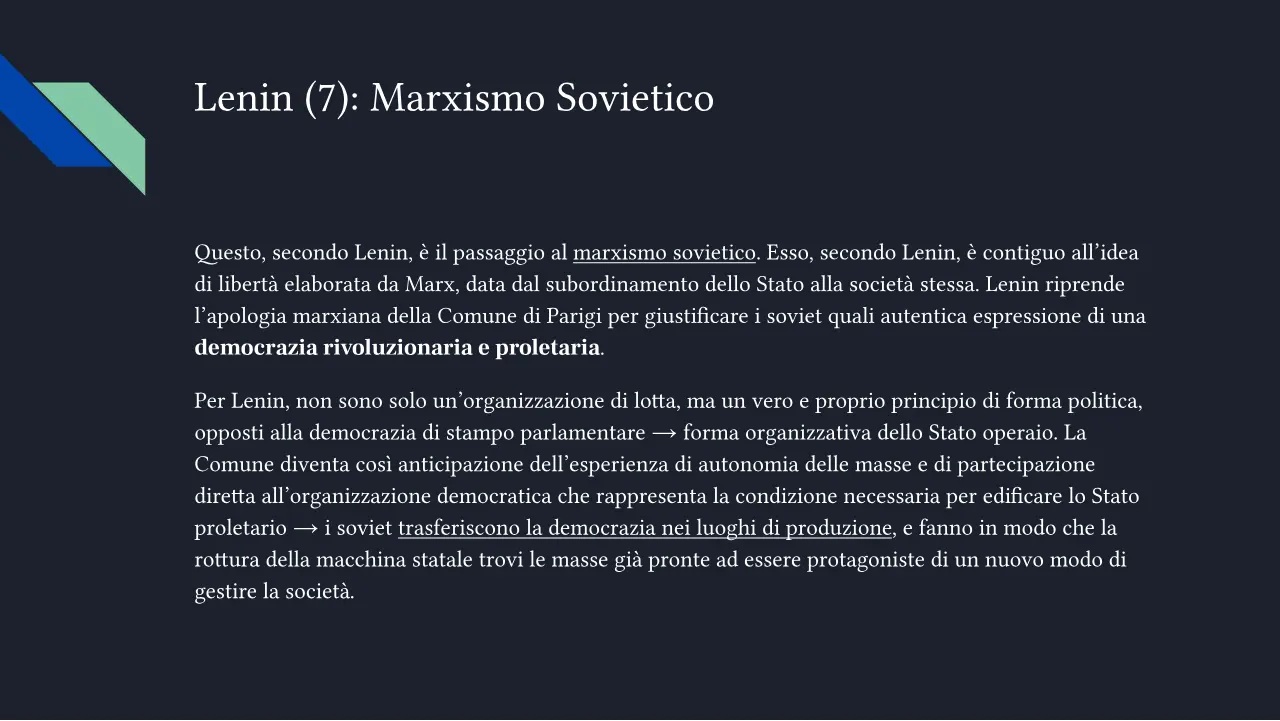 Lenin (7): Marxismo Sovietico
Questo, secondo Lenin, è il passaggio al marxismo sovietico. Esso, secondo Lenin, è contiguo all’idea
di libertà elaborata da Marx, data dal subordinamento dello Stato alla società stessa. Lenin riprende
l’apologia marxiana della Comune di Parigi per giustificare i soviet quali autentica espressione di una
democrazia rivoluzionaria e proletaria.
Per Lenin, non sono solo un’organizzazione di lotta, ma un vero e proprio principio di forma politica,
opposti alla democrazia di stampo parlamentare → forma organizzativa dello Stato operaio. La
Comune diventa così anticipazione dell’esperienza di autonomia delle masse e di partecipazione
diretta all’organizzazione democratica che rappresenta la condizione necessaria per edificare lo Stato
proletario → i soviet trasferiscono la democrazia nei luoghi di produzione, e fanno in modo che la
rottura della macchina statale trovi le masse già pronte ad essere protagoniste di un nuovo modo di
gestire la società.